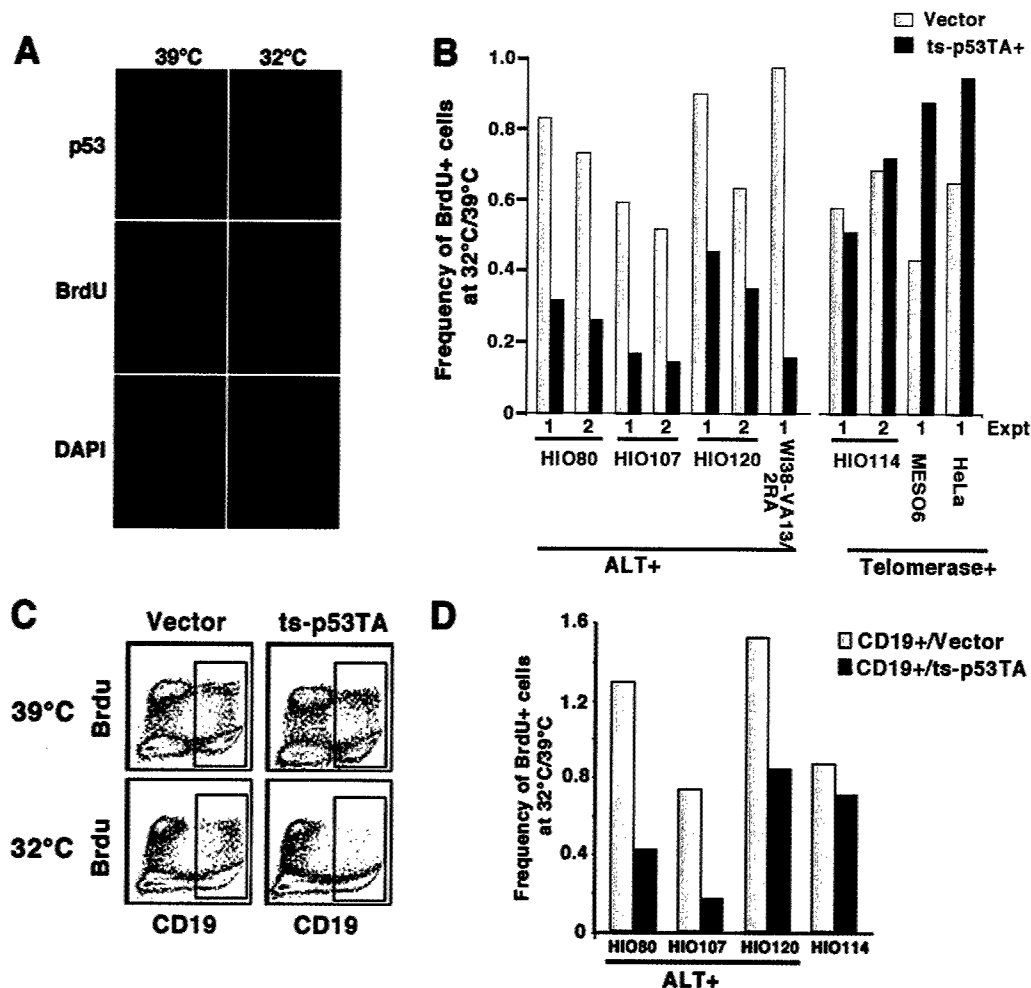 A
39°C 32°C
p53
BrdU
DAPI
B
Vector
ts-p53TA+
Frequency of BrdU+ cells
at 32°C/39°C
1.0
0.8
0.6
0.4
0.2
0
1 2 1 2 1 2 1 1 2 1 1 Expt
HIO80 HIO107 HIO120 WI38-VA13/
2RA HIO114 MESO6 HeLa
ALT+ Telomerase+
C
Vector ts-p53TA
39°C Brdu
32°C Brdu
CD19 CD19
D
CD19+/Vector
CD19+/ts-p53TA
Frequency of BrdU+ cells
at 32°C/39°C
1.6
1.2
0.8
0.4
0
HIO80 HIO107 HIO120 HIO114
ALT+